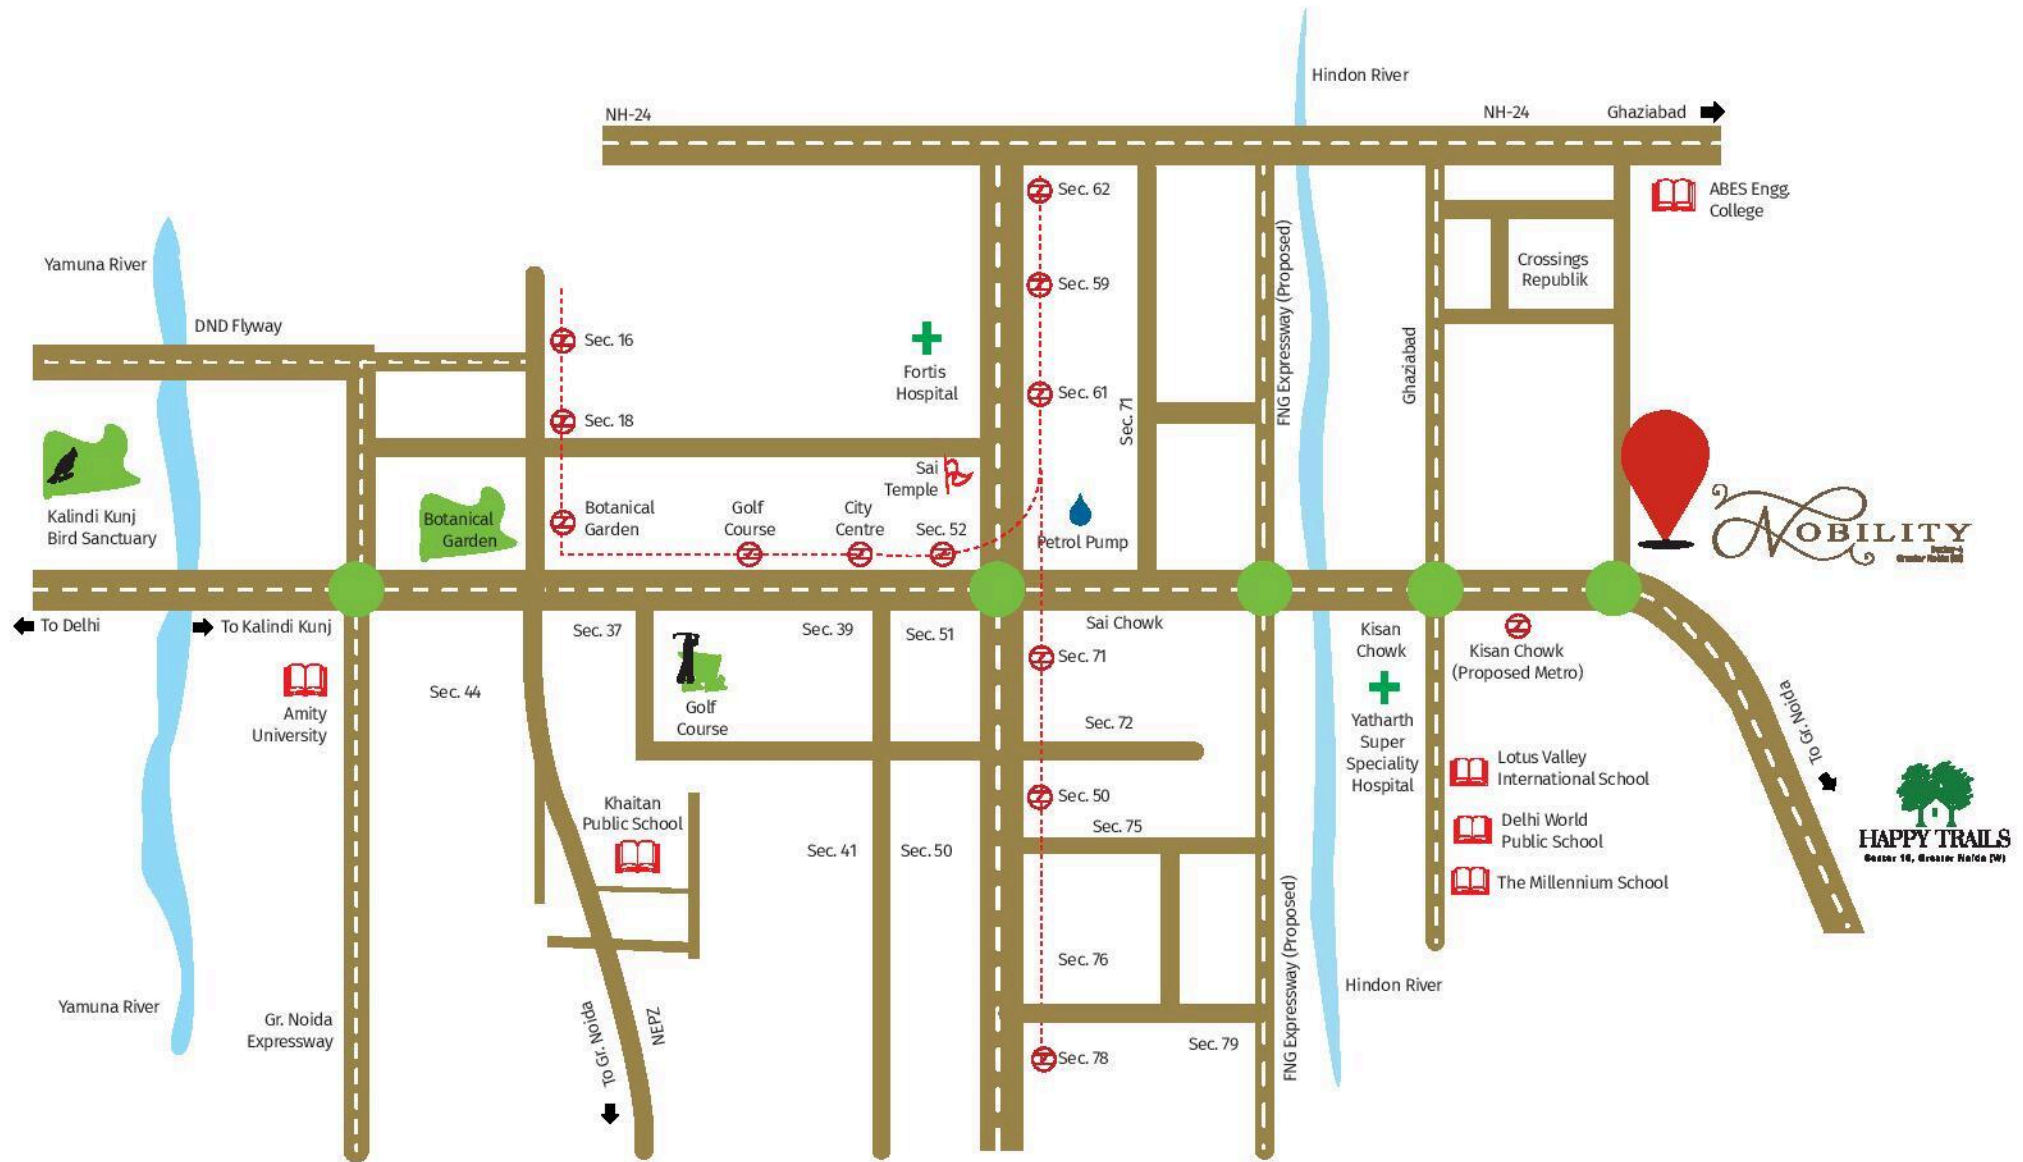 Hindon River
NH-24
NH-24
Ghaziabad
Sec. 62
ABES Engg.
College
Yamuna River
Sec. 59
Crossings
Republik
FNG Expressway (Proposed)
DND Flyway
Sec. 16
Ghaziabad
Fortis
Hospital
Sec. 61
Sec. 71
Sec. 18
Sai
Temple
Kalindi Kunj
Bird Sanctuary
Botanical
Garden
Botanical
Garden
Golf
Course
City
Centre
Sec. 52
Petrol Pump
NOBILITY
To Delhi
To Kalindi Kunj
Sec. 37
Sec. 39
Sec. 51
Sai Chowk
Kisan
Chowk
Kisan Chowk
(Proposed Metro)
Sec. 71
Sec. 44
Amity
University
Golf
Course
Sec. 72
Yatharth
Super
Speciality
Hospital
To Gr. Noida
Lotus Valley
International School
Khaitan
Public School
Sec. 50
Sec. 75
Delhi World
Public School
HAPPY TRAILS
Sector 10, Greater Noida (W)
Sec. 41
Sec. 50
The Millennium School
Sec. 76
FNG Expressway (Proposed)
Hindon River
Yamuna River
Gr. Noida
Expressway
To Gr. Noida
NEPZ
Sec. 78
Sec. 79